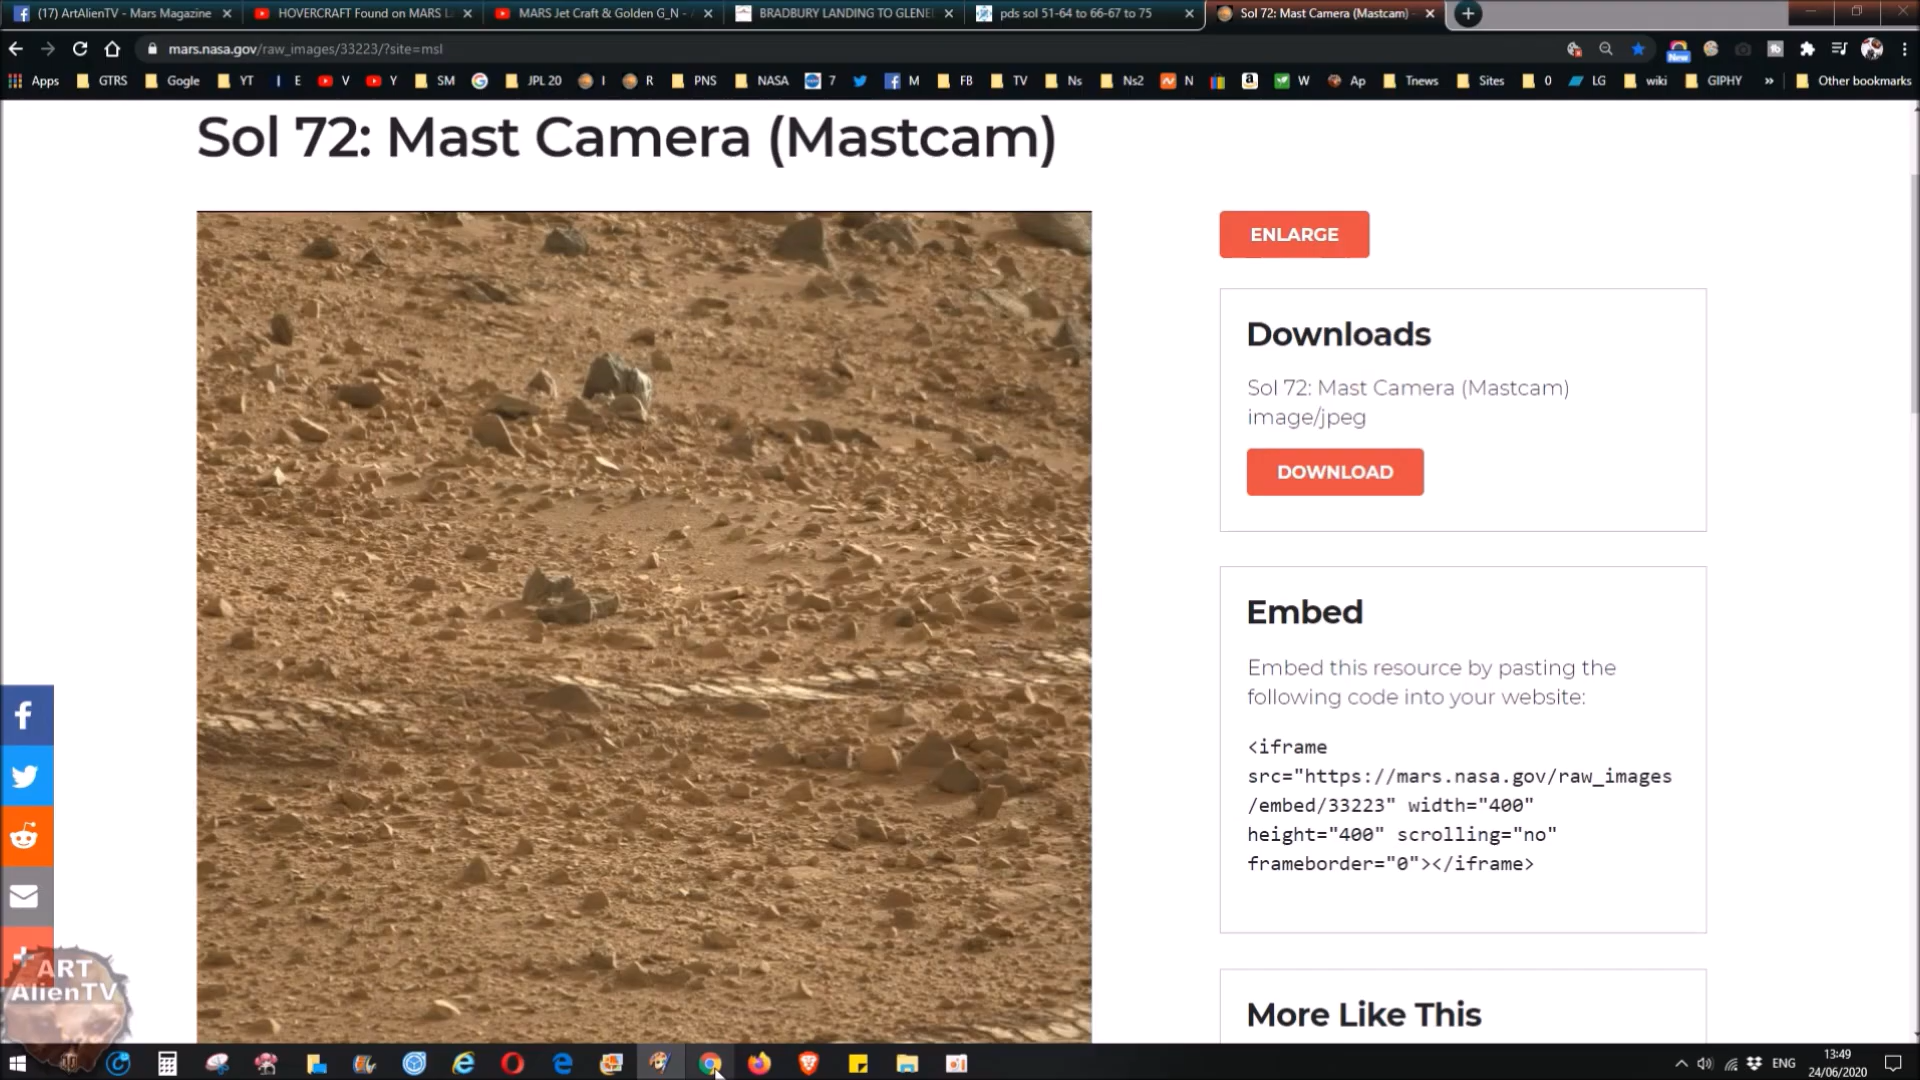 (17) ArtAlienTV - Mars Magazine
HOVERCRAFT Found on MARS L
MARS Jet Craft & Golden G_N -
BRADBURY LANDING TO GLENE
pds sol 51-64 to 66-67 to 75
Sol 72: Mast Camera (Mastcam)
mars.nasa.gov/raw_images/33223/?site=msl
New
Apps GTRS Gogle YT E V Y SM JPL 20 I R PNS NASA 7 M FB TV Ns Ns2 N W Ap Tnews Sites 0 LG wiki GIPHY » Other bookmarks
Sol 72: Mast Camera (Mastcam)
ENLARGE
Downloads
Sol 72: Mast Camera (Mastcam)
image/jpeg
DOWNLOAD
Embed
Embed this resource by pasting the
following code into your website:
<iframe
src="https://mars.nasa.gov/raw_images
/embed/33223" width="400"
height="400" scrolling="no"
frameborder="0"></iframe>
More Like This
ART
AlienTV
ENG
13:49
24/06/2020